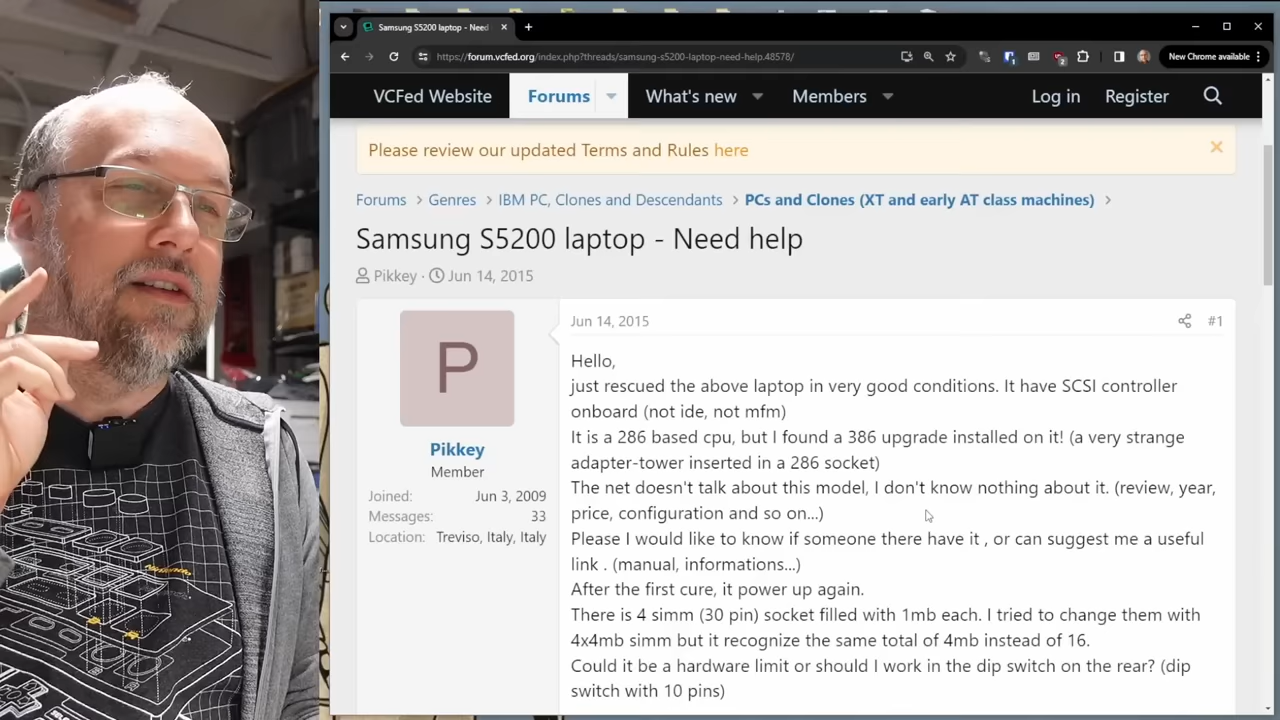 Samsung S5200 laptop - Need
https://forum.vcfed.org/index.php?threads/samsung-s5200-laptop-need-help.48578/
New Chrome available
VCFed Website
Forums
What's new
Members
Log in
Register
Please review our updated Terms and Rules here
Forums > Genres > IBM PC, Clones and Descendants > PCs and Clones (XT and early AT class machines) >
Samsung S5200 laptop - Need help
Pikkey · Jun 14, 2015
P
Pikkey
Member
Joined: Jun 3, 2009
Messages: 33
Location: Treviso, Italy, Italy
Jun 14, 2015
#1
Hello,
just rescued the above laptop in very good conditions. It have SCSI controller
onboard (not ide, not mfm)
It is a 286 based cpu, but I found a 386 upgrade installed on it! (a very strange
adapter-tower inserted in a 286 socket)
The net doesn't talk about this model, I don't know nothing about it. (review, year,
price, configuration and so on...)
Please I would like to know if someone there have it , or can suggest me a useful
link . (manual, informations...)
After the first cure, it power up again.
There is 4 simm (30 pin) socket filled with 1mb each. I tried to change them with
4x4mb simm but it recognize the same total of 4mb instead of 16.
Could it be a hardware limit or should I work in the dip switch on the rear? (dip
switch with 10 pins)